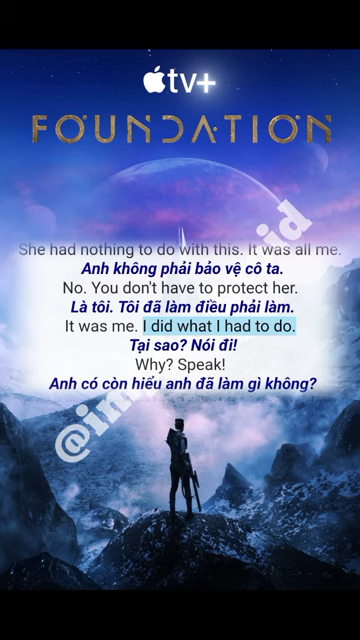 tv+
FOUNDATION
She had nothing to do with this. It was all me.
Anh không phải bảo vệ cô ta.
No. You don't have to protect her.
Là tôi. Tôi đã làm điều phải làm.
It was me. I did what I had to do.
Tại sao? Nói đi!
Why? Speak!
Anh có còn hiểu anh đã làm gì không?